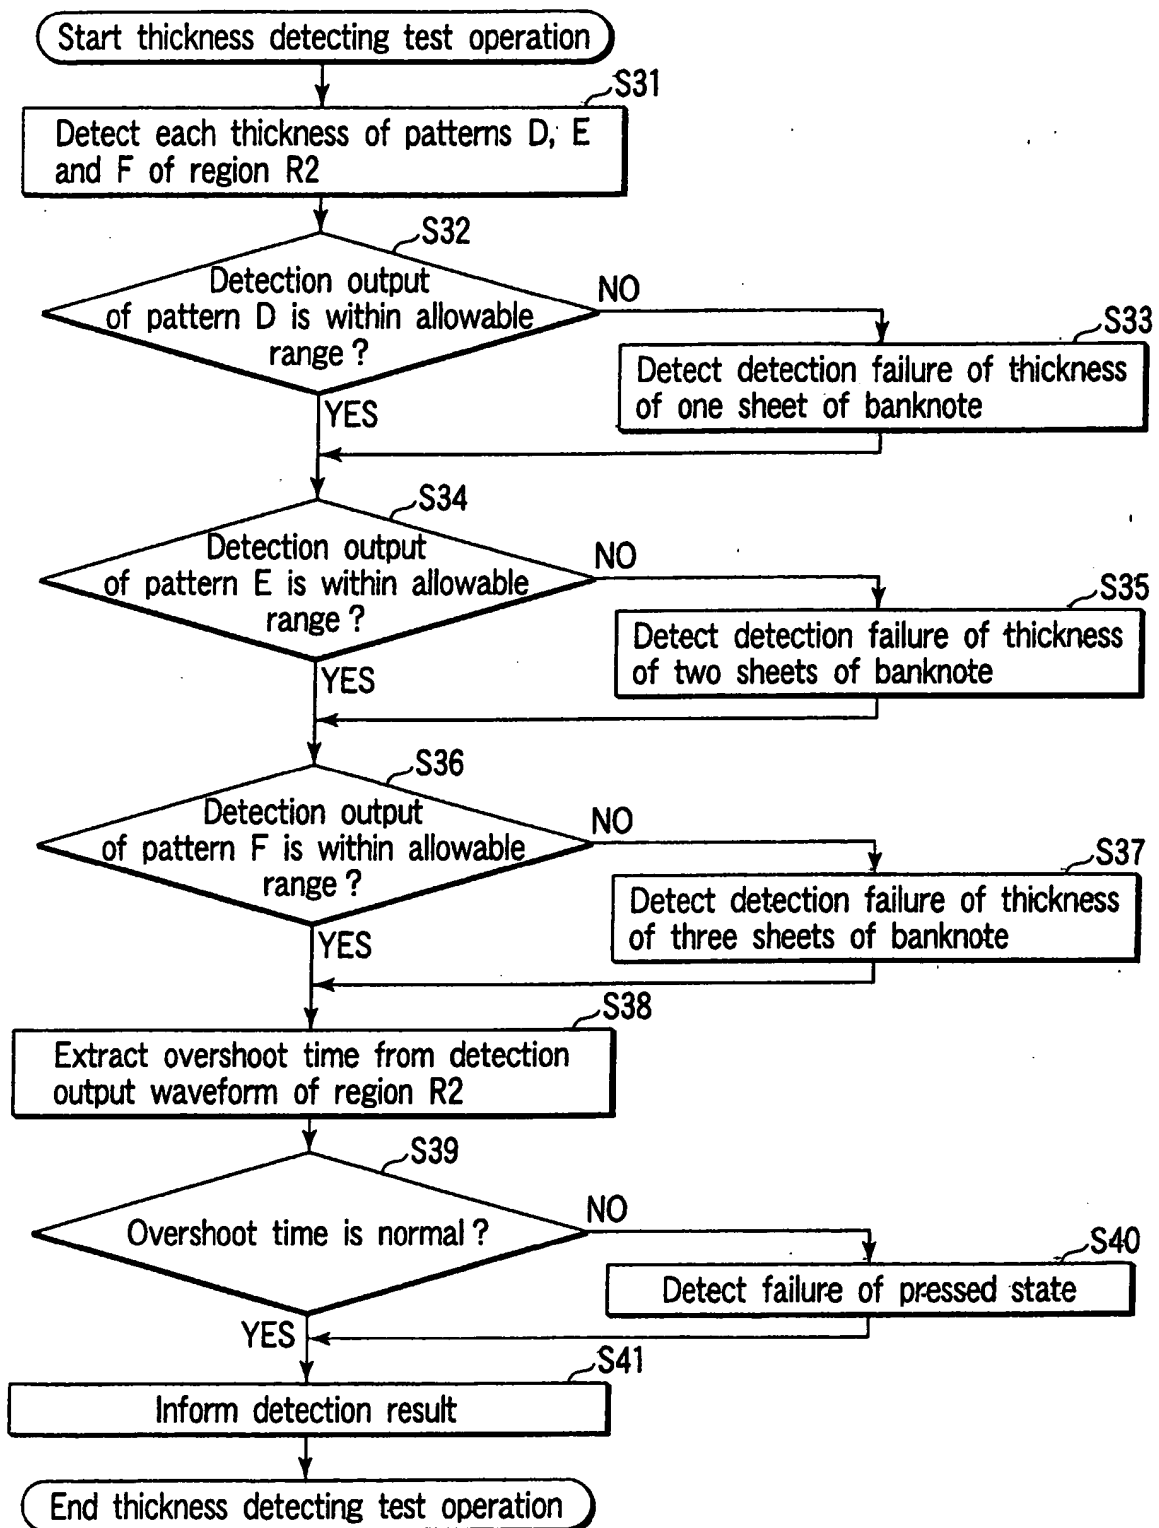 Start thickness detecting test operation
S31
Detect each thickness of patterns D, E
and F of region R2
S32
Detection output
of pattern D is within allowable
range?
NO
S33
Detect detection failure of thickness
of one sheet of banknote
YES
S34
Detection output
of pattern E is within allowable
range?
NO
S35
Detect detection failure of thickness
of two sheets of banknote
YES
S36
Detection output
of pattern F is within allowable
range?
NO
S37
Detect detection failure of thickness
of three sheets of banknote
YES
S38
Extract overshoot time from detection
output waveform of region R2
S39
Overshoot time is normal?
NO
S40
Detect failure of pressed state
YES
S41
Inform detection result
End thickness detecting test operation